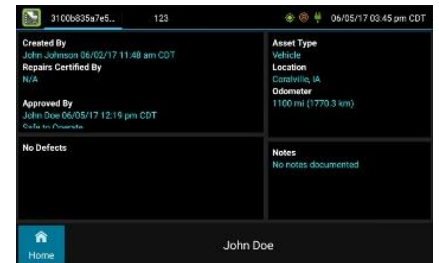 3100b835a7e5... 123 06/05/17 03:45 pm CDT
Created By
John Johnson 06/02/17 11:48 am CDT
Repairs Certified By
N/A
Approved By
John Doe 06/05/17 12:19 pm CDT
Safe to Operate
Asset Type
Vehicle
Location
Coralville, IA
Odometer
1100 mi (1770.3 km)
No Defects
Notes
No notes documented
Home
John Doe